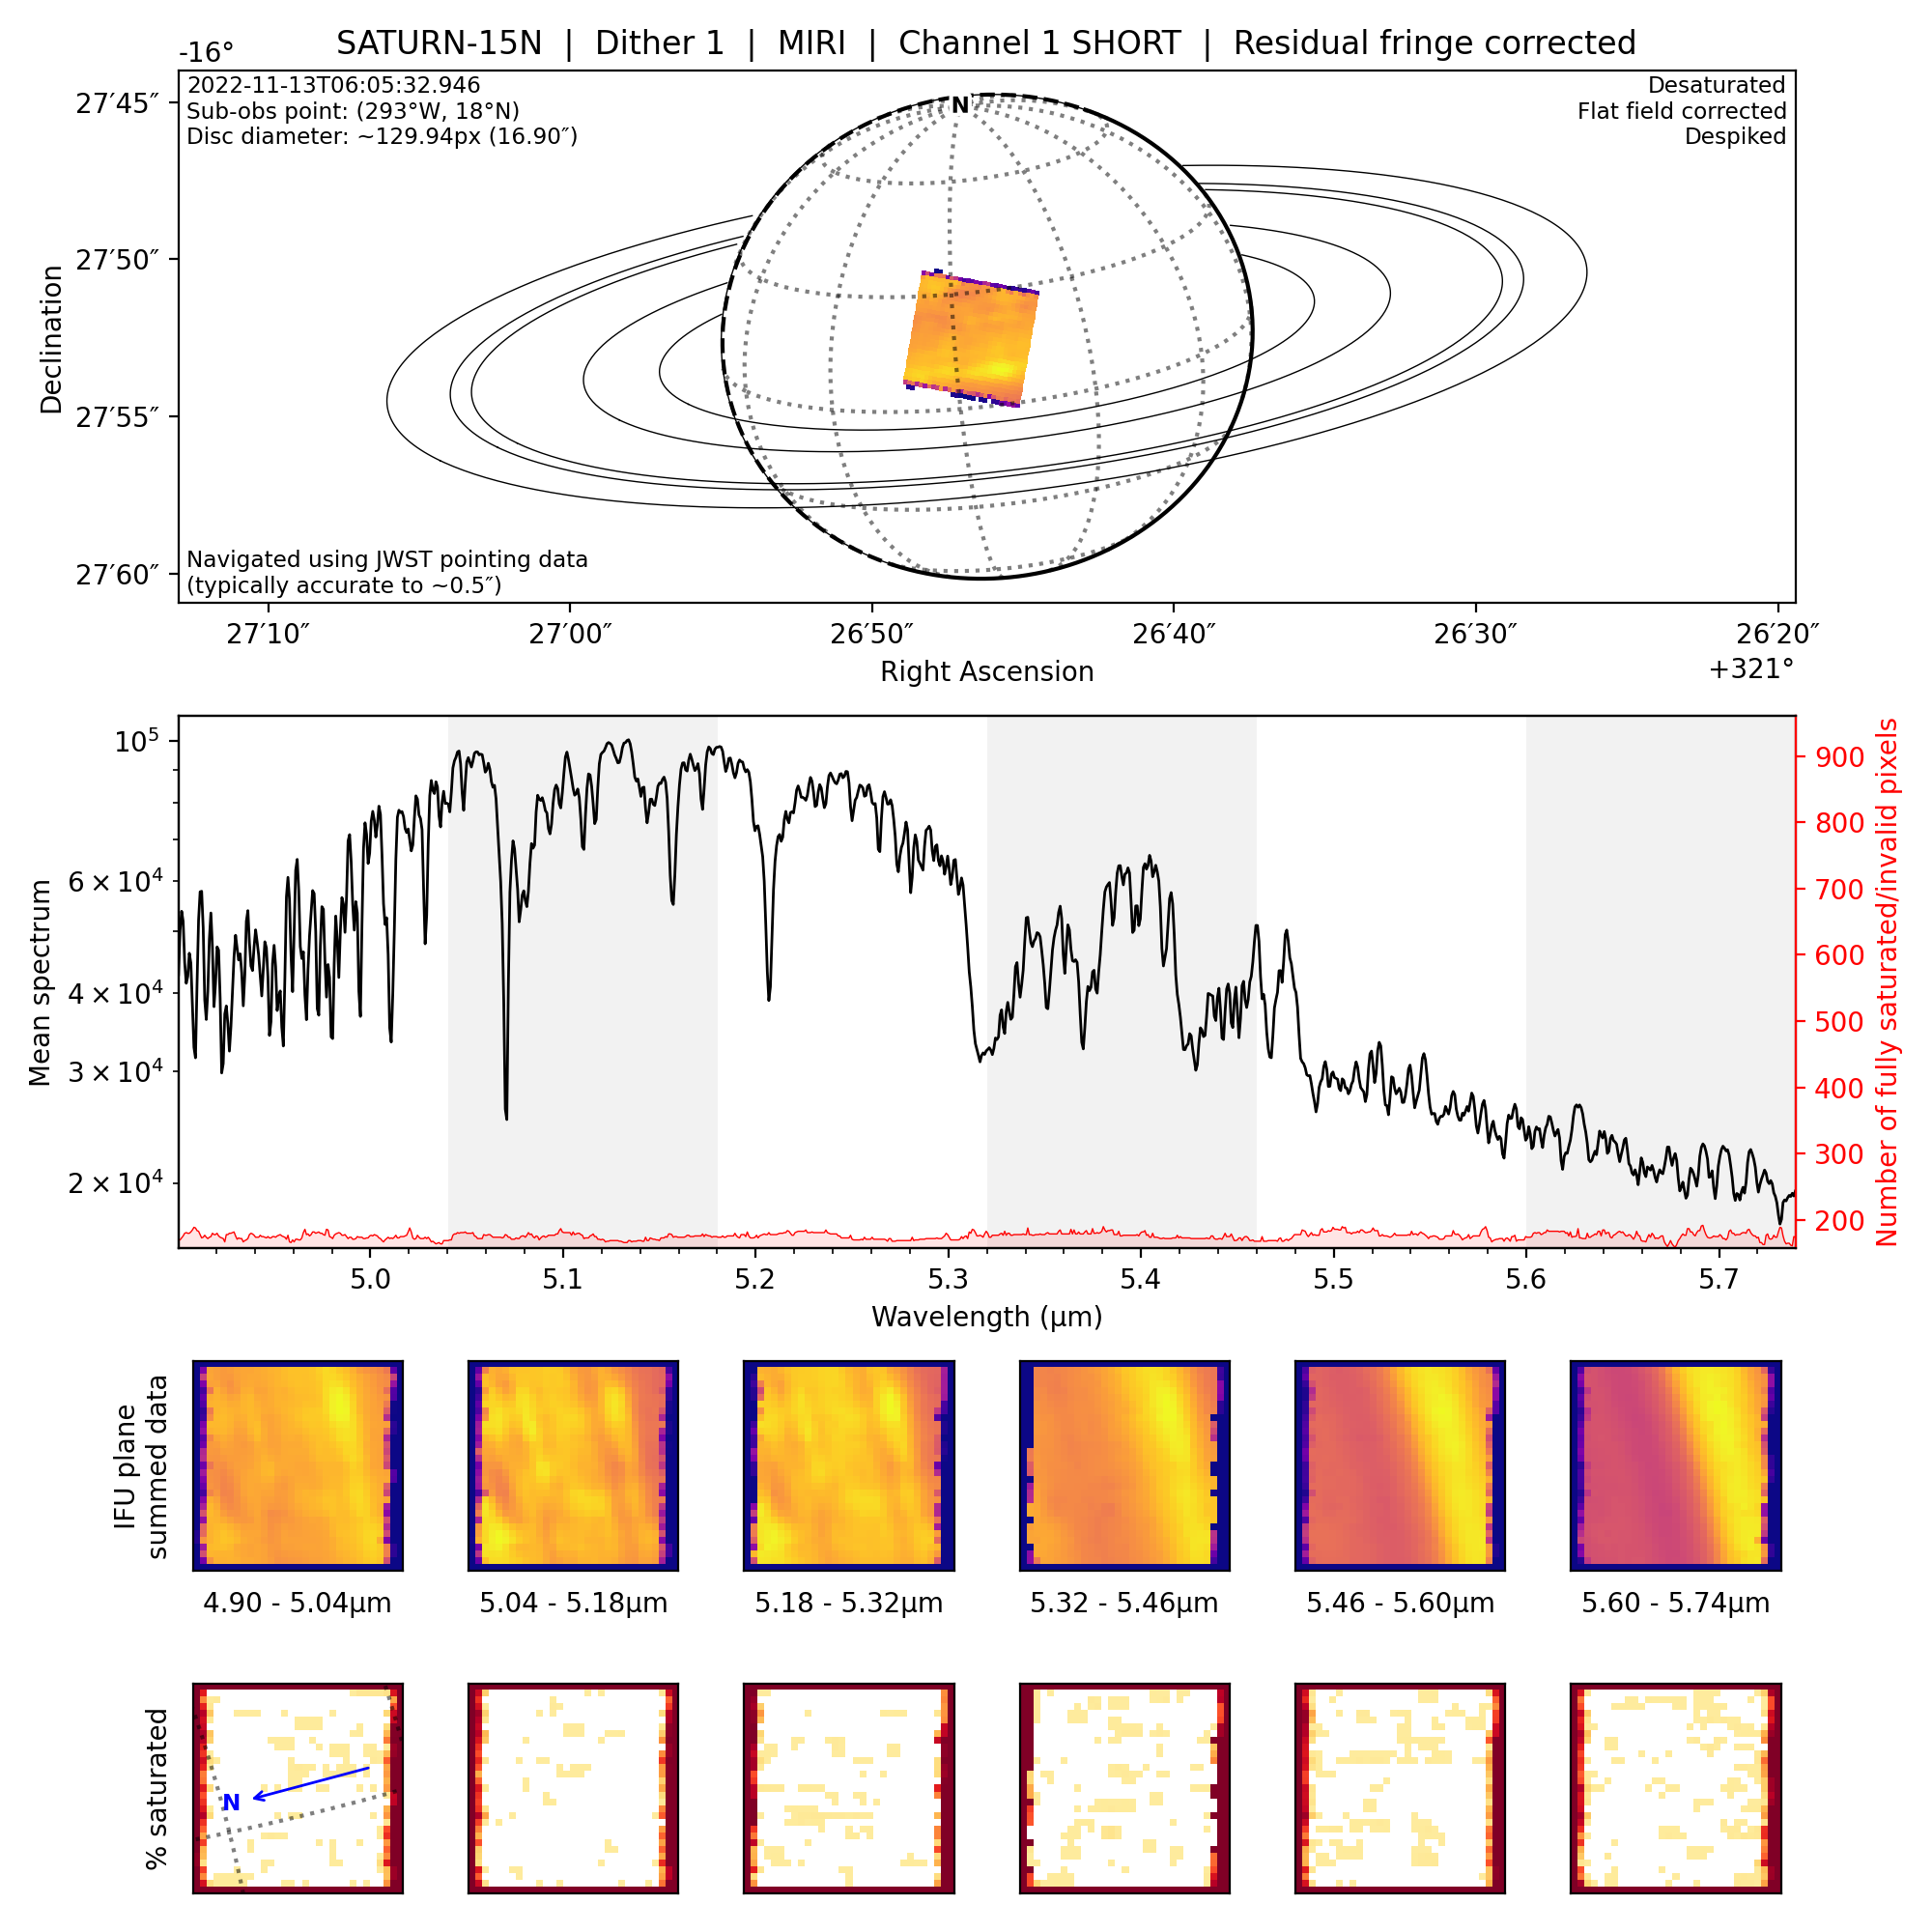 SATURN-15N | Dither 1 | MIRI | Channel 1 SHORT | Residual fringe corrected
-16°
2022-11-13T06:05:32.946
Sub-obs point: (293°W, 18°N)
Disc diameter: ~129.94px (16.90″)
Desaturated
Flat field corrected
Despiked
N
27′45″
27′50″
27′55″
27′60″
Declination
Navigated using JWST pointing data
(typically accurate to ~0.5″)
27′10″ 27′00″ 26′50″ 26′40″ 26′30″ 26′20″
Right Ascension
+321°
10⁵
6 × 10⁴
4 × 10⁴
3 × 10⁴
2 × 10⁴
Mean spectrum
900
800
700
600
500
400
300
200
Number of fully saturated/invalid pixels
5.0 5.1 5.2 5.3 5.4 5.5 5.6 5.7
Wavelength (µm)
IFU plane
summed data
4.90 - 5.04µm 5.04 - 5.18µm 5.18 - 5.32µm 5.32 - 5.46µm 5.46 - 5.60µm 5.60 - 5.74µm
% saturated
N